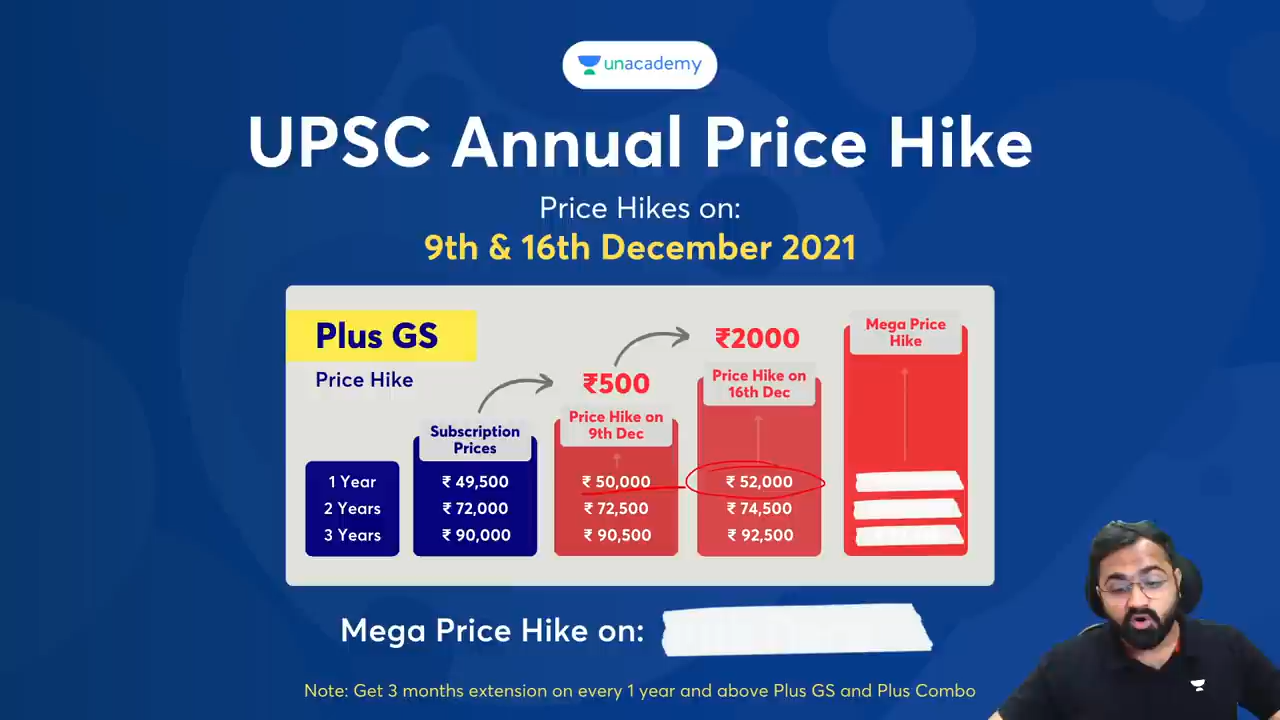 unacademy
UPSC Annual Price Hike
Price Hikes on:
9th & 16th December 2021
Plus GS
Price Hike
₹500
₹2000
Subscription
Prices
Price Hike on
9th Dec
Price Hike on
16th Dec
Mega Price
Hike
1 Year ₹ 49,500 ₹ 50,000 ₹ 52,000
2 Years ₹ 72,000 ₹ 72,500 ₹ 74,500
3 Years ₹ 90,000 ₹ 90,500 ₹ 92,500
Mega Price Hike on:
Note: Get 3 months extension on every 1 year and above Plus GS and Plus Combo